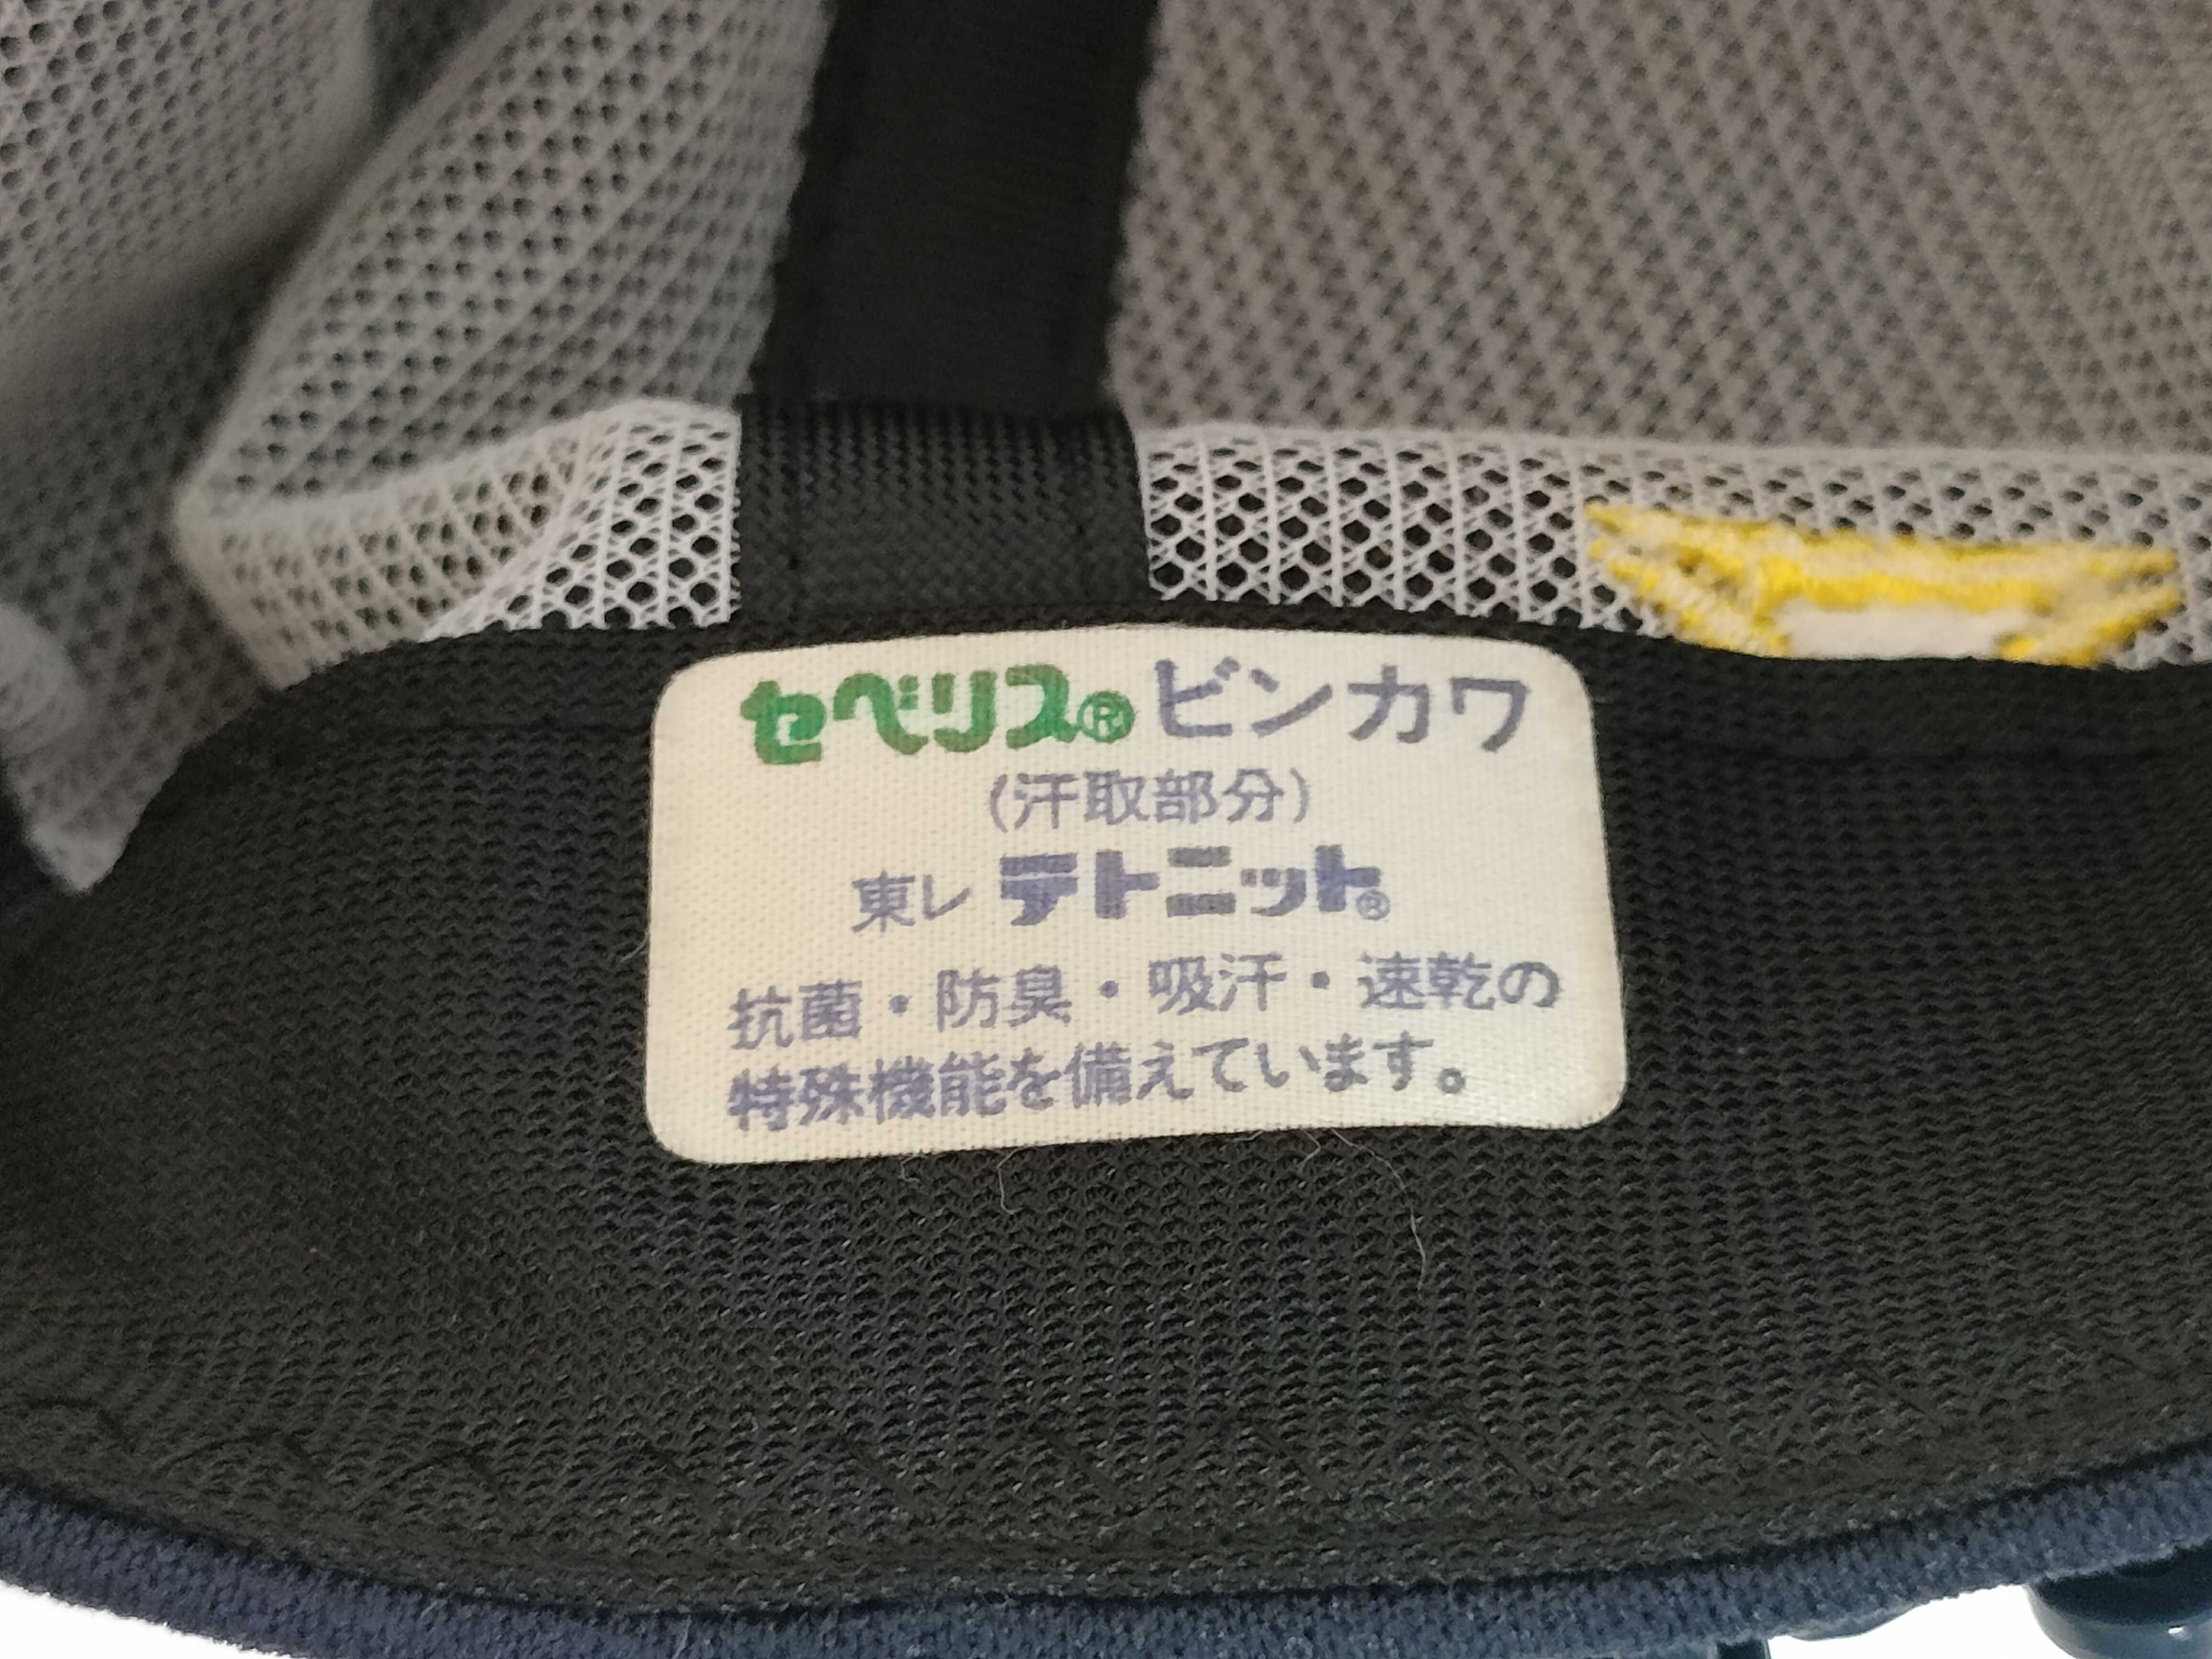 セベリス®ビンカワ
(汗取部分)
東レ テトニット®
抗菌・防臭・吸汗・速乾の
特殊機能を備えています。